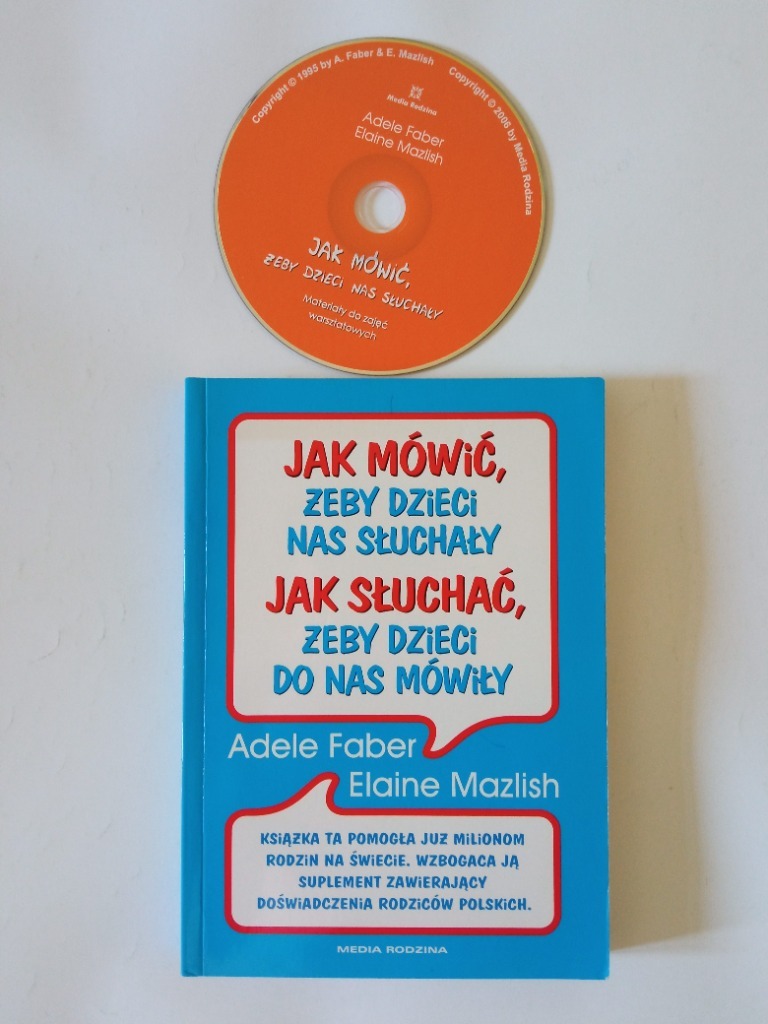 Copyright © 1995 by A. Faber & E. Mazlish
Copyright © 2006 by Media Rodzina
Media Rodzina
Adele Faber
Elaine Mazlish
JAK MÓWIĆ,
ŻEBY DZIECI NAS SŁUCHAŁY
Materiały do zajęć
warsztatowych
JAK MÓWIĆ,
ŻEBY DZIECI
NAS SŁUCHAŁY
JAK SŁUCHAĆ,
ŻEBY DZIECI
DO NAS MÓWIŁY
Adele Faber
Elaine Mazlish
KSIĄŻKA TA POMOGŁA JUŻ MILIONOM
RODZIN NA ŚWIECIE. WZBOGACA JĄ
SUPLEMENT ZAWIERAJĄCY
DOŚWIADCZENIA RODZICÓW POLSKICH.
MEDIA RODZINA